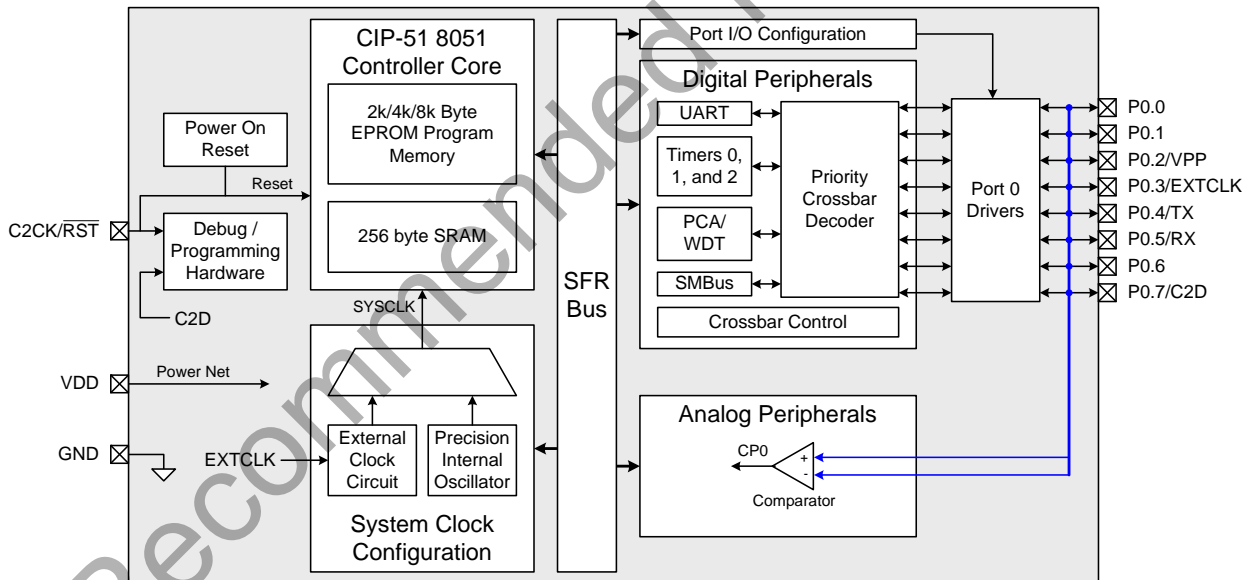 CIP-51 8051
Controller Core
2k/4k/8k Byte
EPROM Program
Memory
256 byte SRAM
Power On
Reset
Reset
C2CK/RST
Debug /
Programming
Hardware
C2D
VDD
Power Net
GND
SYSCLK
EXTCLK
External
Clock
Circuit
Precision
Internal
Oscillator
System Clock
Configuration
SFR
Bus
Port I/O Configuration
Digital Peripherals
UART
Timers 0,
1, and 2
PCA/
WDT
SMBus
Priority
Crossbar
Decoder
Crossbar Control
Port 0
Drivers
P0.0
P0.1
P0.2/VPP
P0.3/EXTCLK
P0.4/TX
P0.5/RX
P0.6
P0.7/C2D
Analog Peripherals
CP0
+
-
Comparator
Recommended